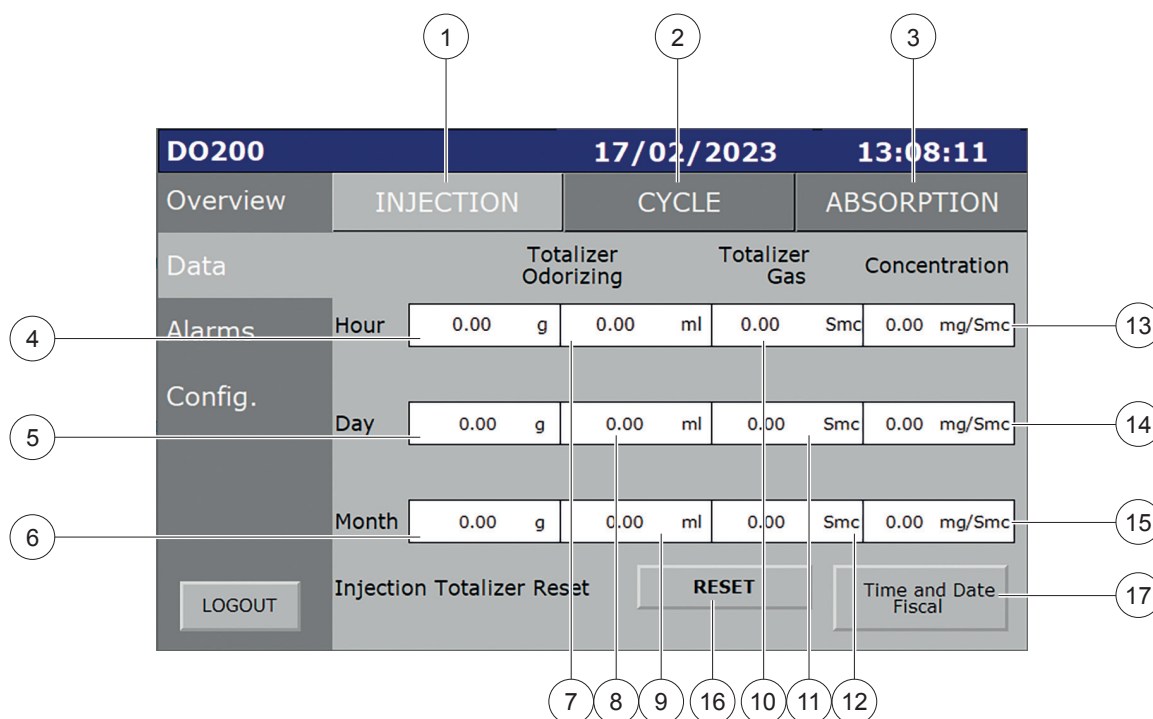 1 2 3
DO200 17/02/2023 13:08:11
Overview INJECTION CYCLE ABSORPTION
Data Totalizer Odorizing Totalizer Gas Concentration
4 Alarms Hour 0.00 g 0.00 ml 0.00 Smc 0.00 mg/Smc 13
Config.
5 Day 0.00 g 0.00 ml 0.00 Smc 0.00 mg/Smc 14
6 Month 0.00 g 0.00 ml 0.00 Smc 0.00 mg/Smc 15
LOGOUT Injection Totalizer Reset RESET Time and Date Fiscal 17
7 8 9 16 10 11 12